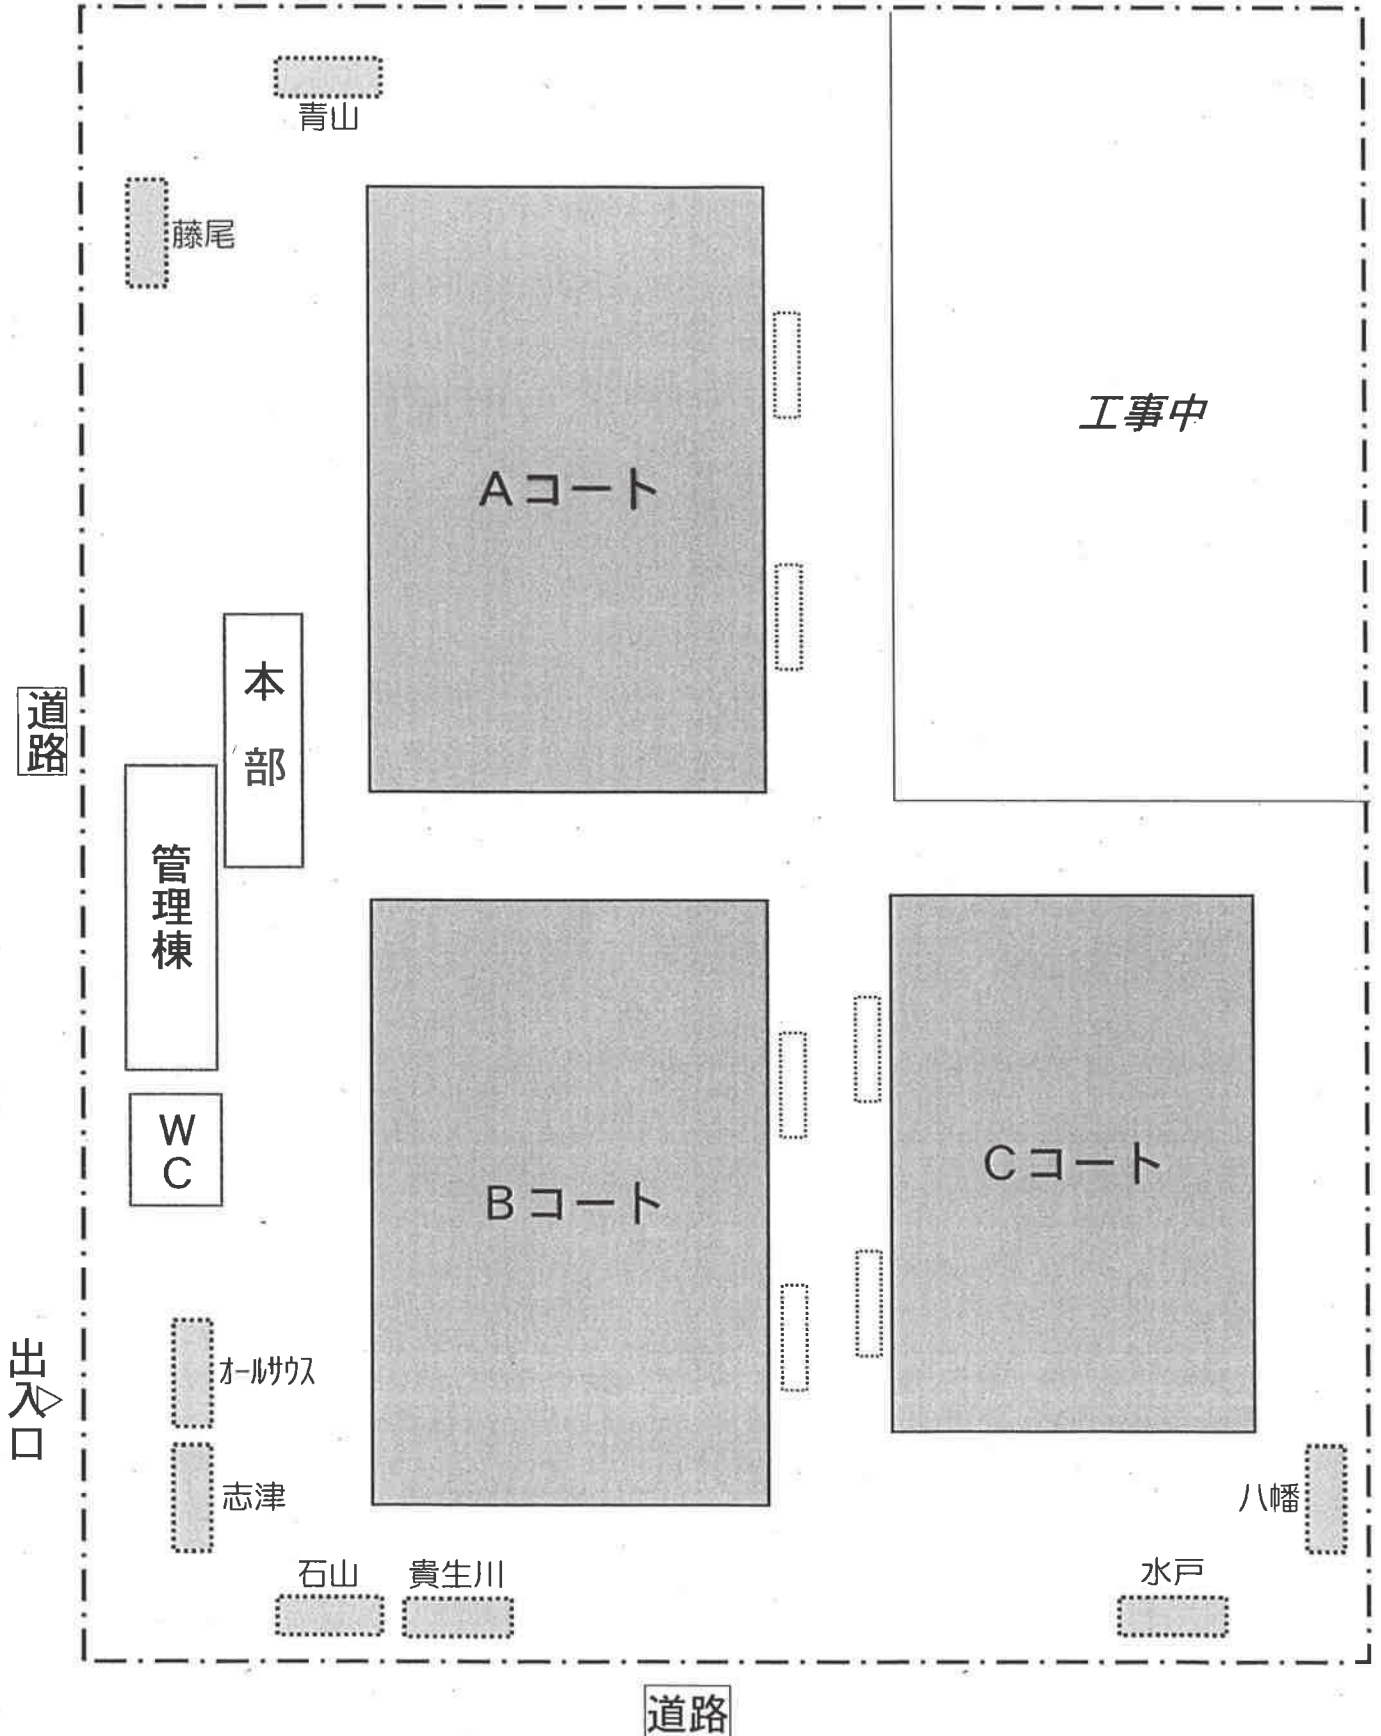 青山
藤尾
工事中
Aコート
本部
道路
管理棟
WC
Bコート
Cコート
オールサウス
出入口
志津
八幡
石山
貴生川
水戸
道路